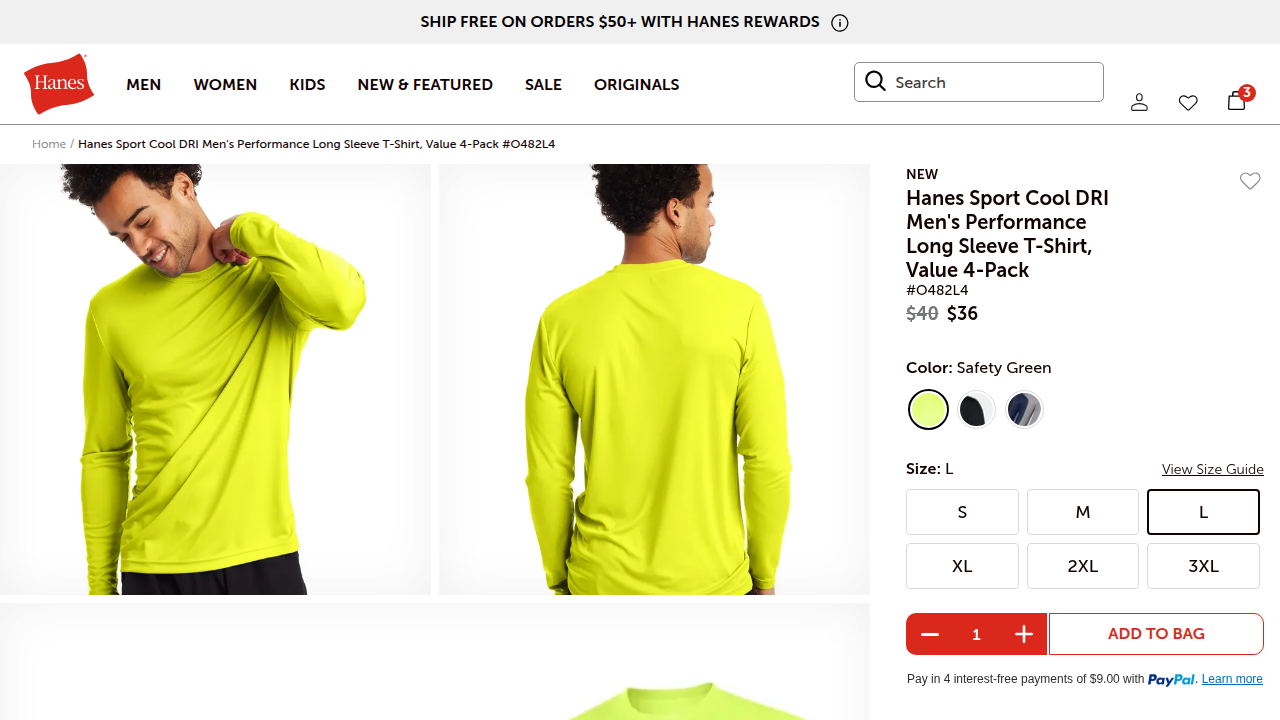 SHIP FREE ON ORDERS $50+ WITH HANES REWARDS
Hanes
MEN
WOMEN
KIDS
NEW & FEATURED
SALE
ORIGINALS
Search
3
Home / Hanes Sport Cool DRI Men's Performance Long Sleeve T-Shirt, Value 4-Pack #O482L4
NEW
Hanes Sport Cool DRI
Men's Performance
Long Sleeve T-Shirt,
Value 4-Pack
#O482L4
$40 $36
Color: Safety Green
Size: L
View Size Guide
S
M
L
XL
2XL
3XL
1
ADD TO BAG
Pay in 4 interest-free payments of $9.00 with PayPal. Learn more